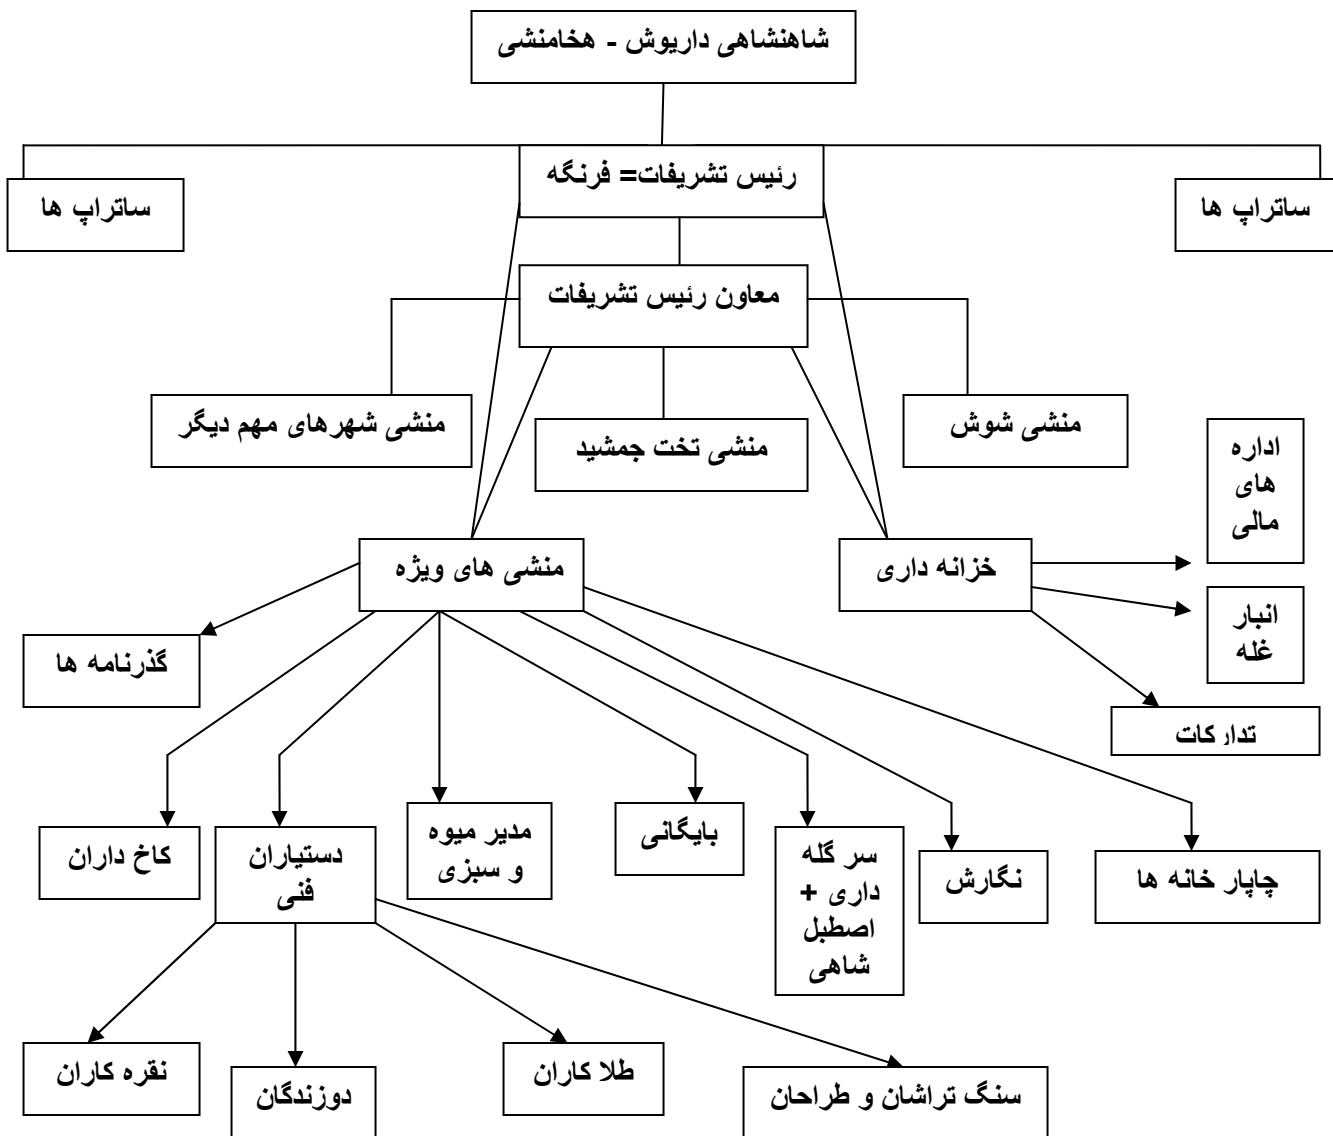 شاهنشاهی داریوش - هخامنشی
رئیس تشریفات= فرنگه
ساتراپ ها
ساتراپ ها
معاون رئیس تشریفات
منشی شوش
منشی تخت جمشید
منشی شهرهای مهم دیگر
اداره
های
مالی
خزانه داری
منشی های ویژه
انبار
غله
گذرنامه ها
تدارکات
چاپار خانه ها
نگارش
سر گله
داری +
اصطبل
شاهی
بایگانی
مدیر میوه
و سبزی
دستیاران
فنی
کاخ داران
سنگ تراشان و طراحان
طلا کاران
دوزندگان
نقره کاران